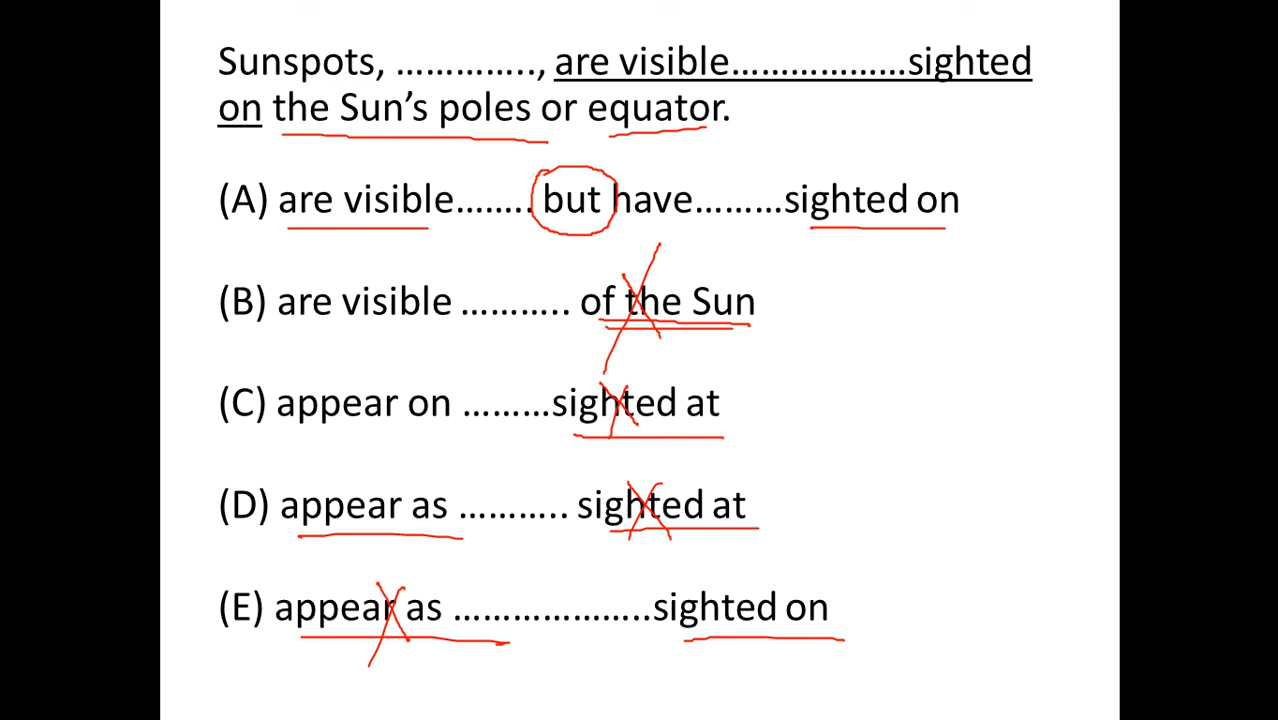 Sunspots, ………….., are visible………………sighted
on the Sun’s poles or equator.
(A) are visible…….. but have………sighted on
(B) are visible ……….. of the Sun
(C) appear on ………sighted at
(D) appear as ……….. sighted at
(E) appear as ………………..sighted on